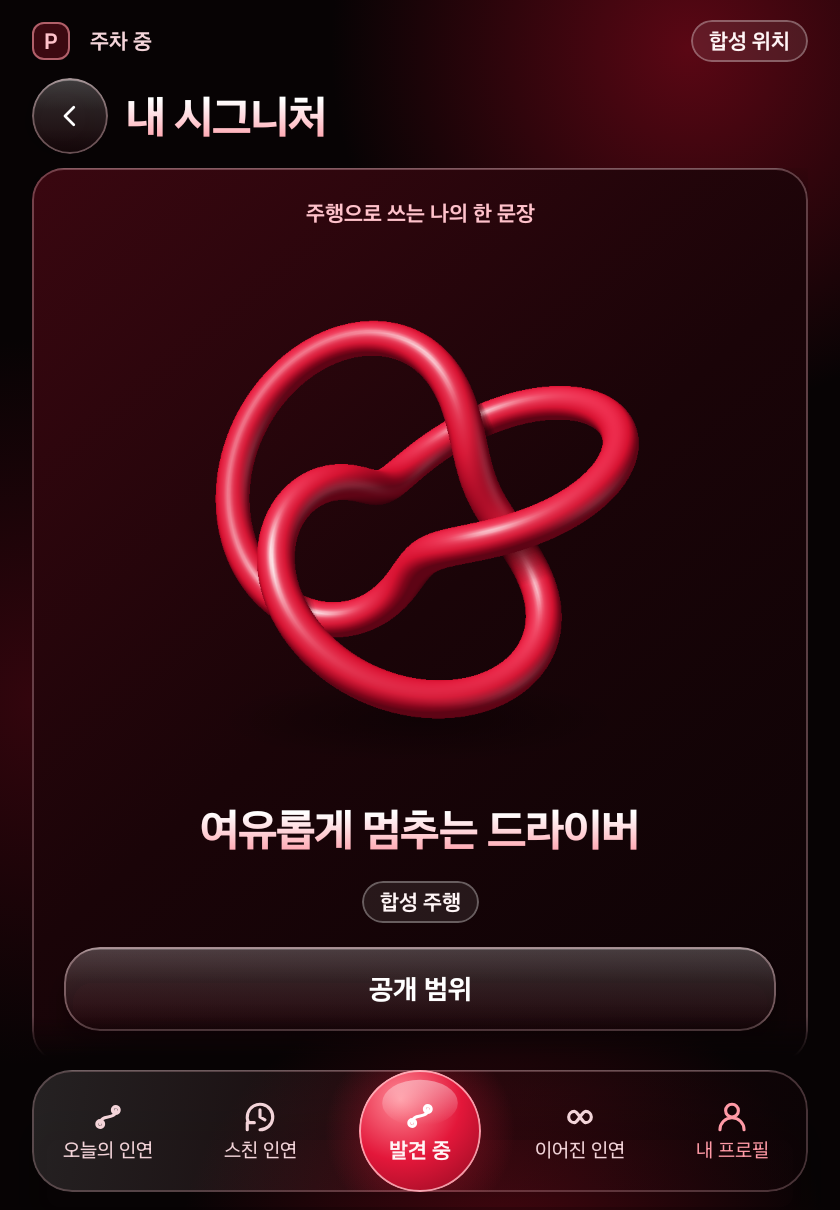 P 주차 중 합성 위치
내 시그니처
주행으로 쓰는 나의 한 문장
여유롭게 멈추는 드라이버
합성 주행
공개 범위
오늘의 인연 스친 인연 발견 중 이어진 인연 내 프로필